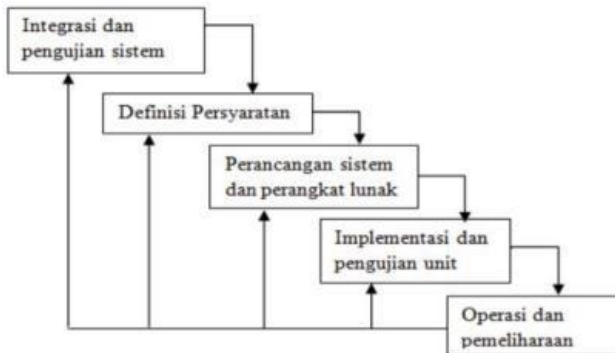 Integrasi dan
pengujian sistem
Definisi Persyaratan
Perancangan sistem
dan perangkat lunak
Implementasi dan
pengujian unit
Operasi dan
pemeliharaan